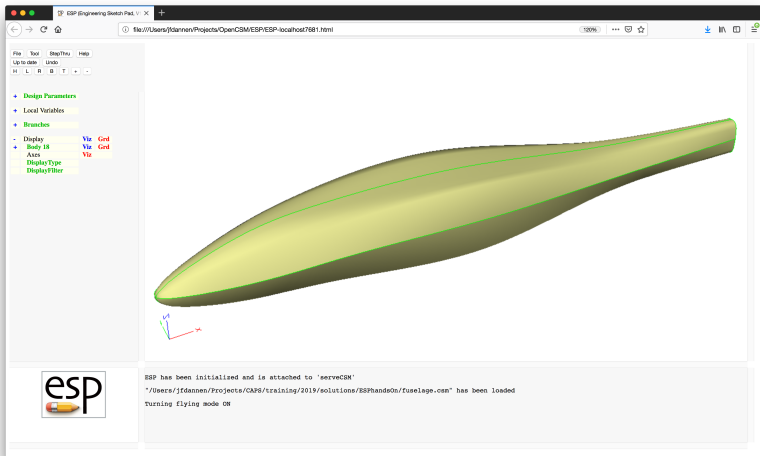 ESP (Engineering Sketch Pad, V
file:///Users/jfdannen/Projects/OpenCSM/ESP/ESP-localhost7681.html
120%
File Tool StepThru Help
Up to date Undo
H L R B T + -
+ Design Parameters
+ Local Variables
+ Branches
- Display Viz Grd
+ Body 18 Viz Grd
Axes Viz
DisplayType
DisplayFilter
x
esp
ESP has been initialized and is attached to 'serveCSM'
"/Users/jfdannen/Projects/CAPS/training/2019/solutions/ESPhandsOn/fuselage.csm" has been loaded
Turning flying mode ON